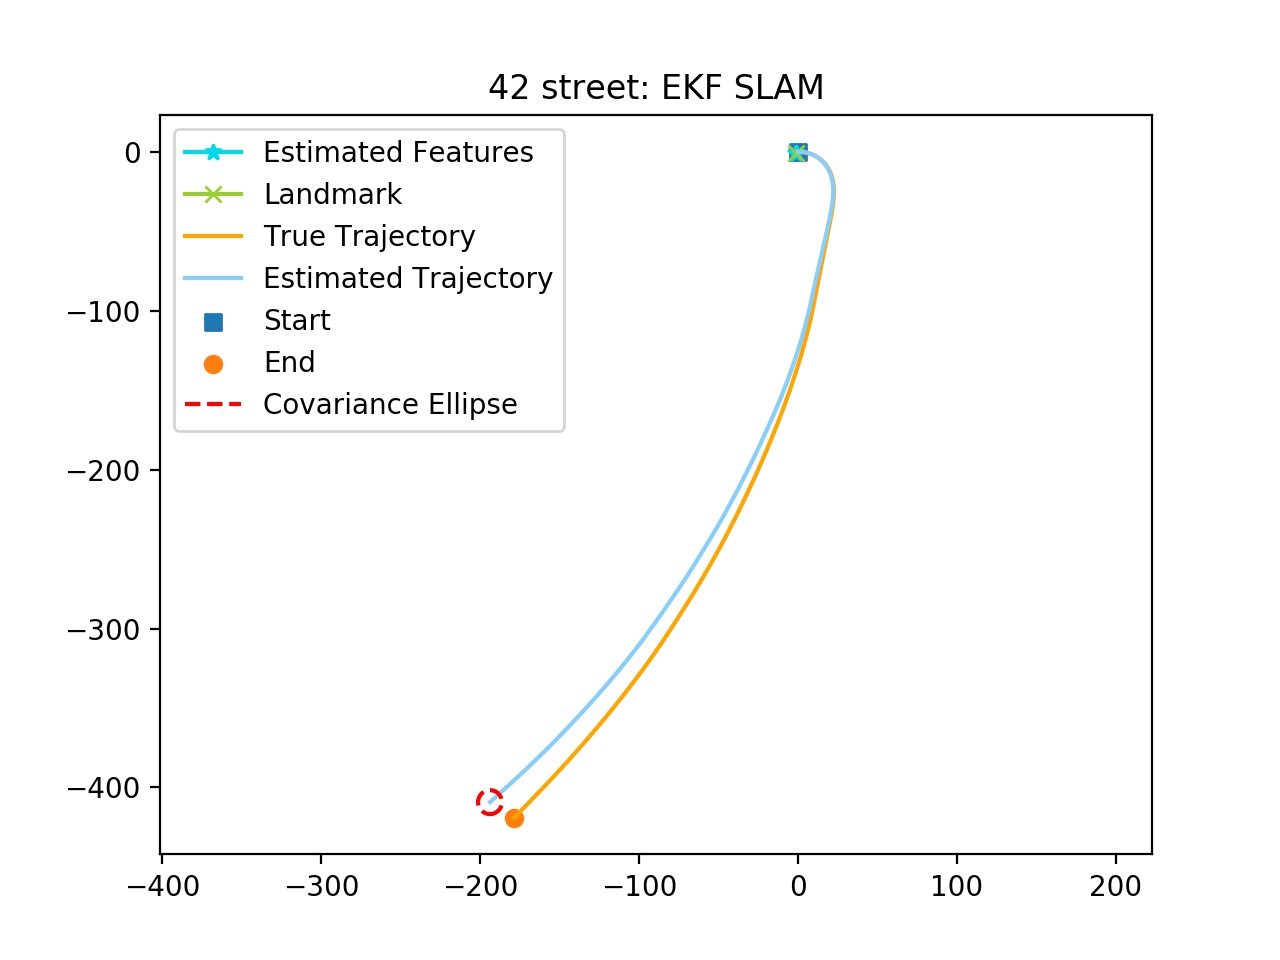 42 street: EKF SLAM
Estimated Features
Landmark
True Trajectory
Estimated Trajectory
Start
End
Covariance Ellipse
0
−100
−200
−300
−400
−400 −300 −200 −100 0 100 200